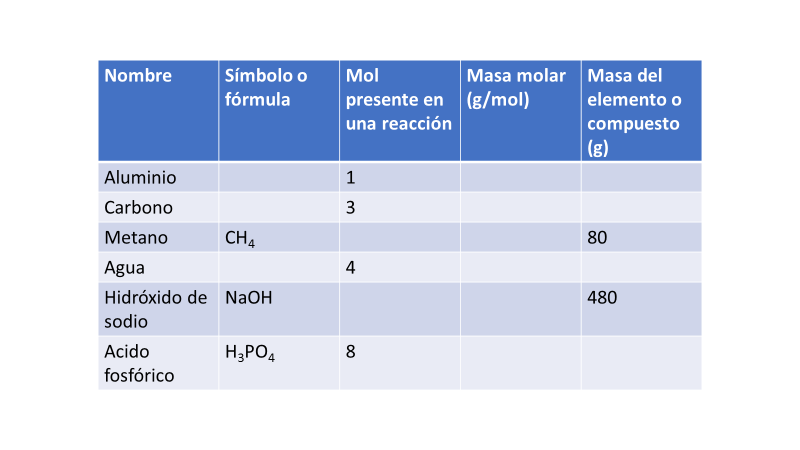 Nombre
Símbolo o
fórmula
Mol
presente en
una reacción
Masa molar
(g/mol)
Masa del
elemento o
compuesto
(g)
Aluminio 1
Carbono 3
Metano CH₄ 80
Agua 4
Hidróxido de NaOH 480
sodio
Acido H₃PO₄ 8
fosfórico